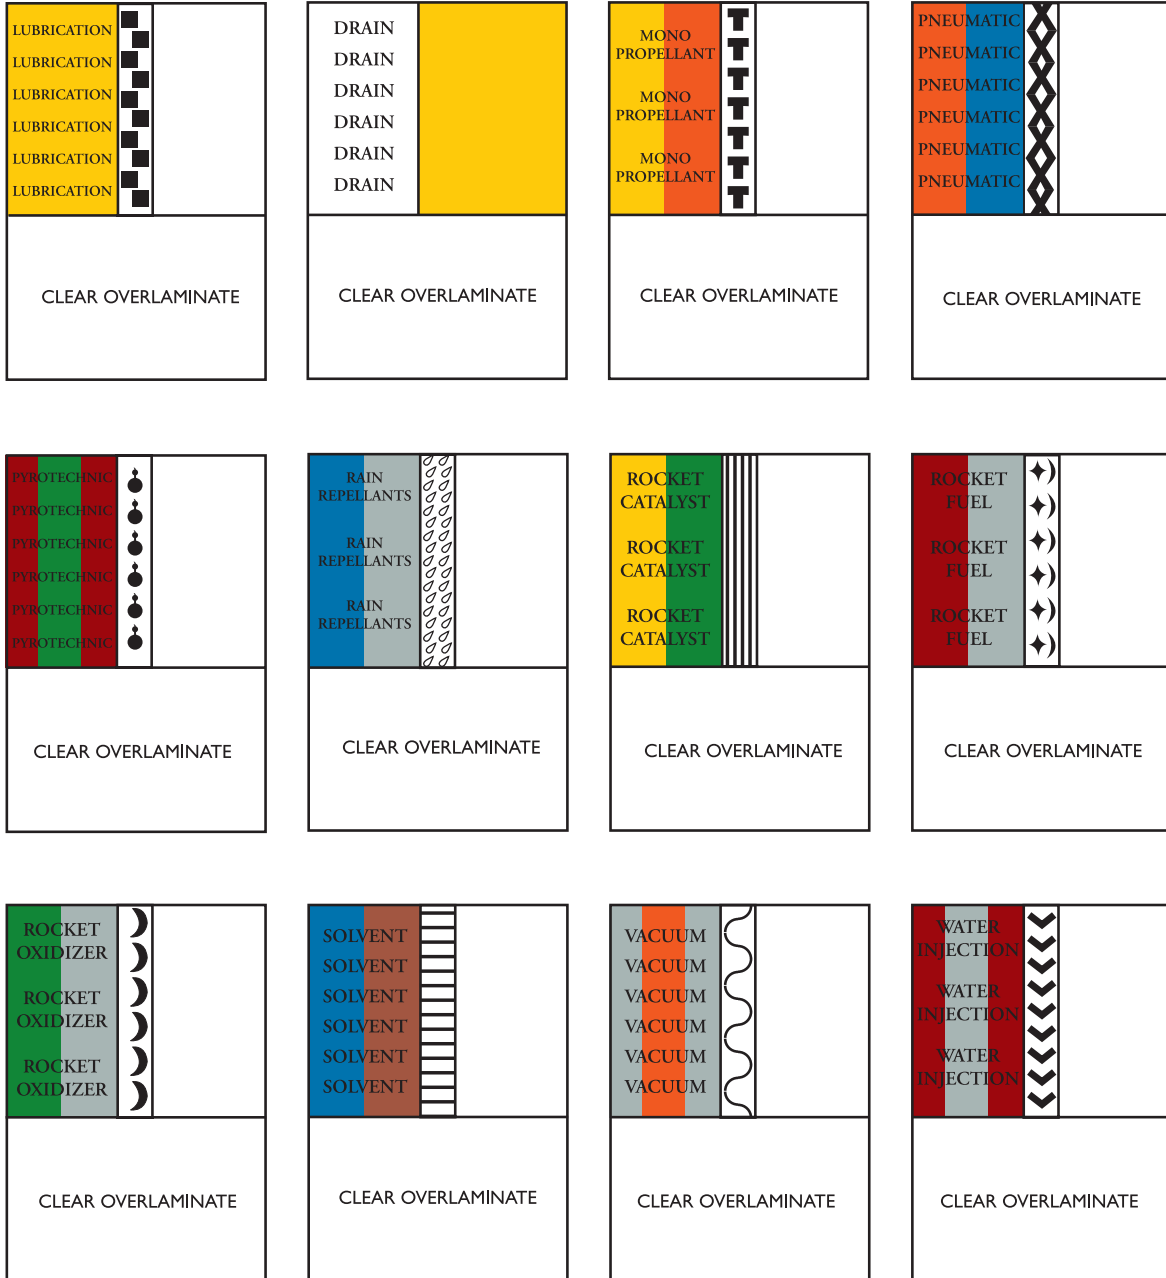 LUBRICATION
LUBRICATION
LUBRICATION
LUBRICATION
LUBRICATION
LUBRICATION
CLEAR OVERLAMINATE
DRAIN
DRAIN
DRAIN
DRAIN
DRAIN
DRAIN
CLEAR OVERLAMINATE
MONO
PROPELLANT
MONO
PROPELLANT
MONO
PROPELLANT
CLEAR OVERLAMINATE
PNEUMATIC
PNEUMATIC
PNEUMATIC
PNEUMATIC
PNEUMATIC
PNEUMATIC
CLEAR OVERLAMINATE
PYROTECHNIC
PYROTECHNIC
PYROTECHNIC
PYROTECHNIC
PYROTECHNIC
PYROTECHNIC
CLEAR OVERLAMINATE
RAIN
REPELLANTS
RAIN
REPELLANTS
RAIN
REPELLANTS
CLEAR OVERLAMINATE
ROCKET
CATALYST
ROCKET
CATALYST
ROCKET
CATALYST
CLEAR OVERLAMINATE
ROCKET
FUEL
ROCKET
FUEL
ROCKET
FUEL
CLEAR OVERLAMINATE
ROCKET
OXIDIZER
ROCKET
OXIDIZER
ROCKET
OXIDIZER
CLEAR OVERLAMINATE
SOLVENT
SOLVENT
SOLVENT
SOLVENT
SOLVENT
SOLVENT
CLEAR OVERLAMINATE
VACUUM
VACUUM
VACUUM
VACUUM
VACUUM
VACUUM
CLEAR OVERLAMINATE
WATER
INJECTION
WATER
INJECTION
WATER
INJECTION
CLEAR OVERLAMINATE